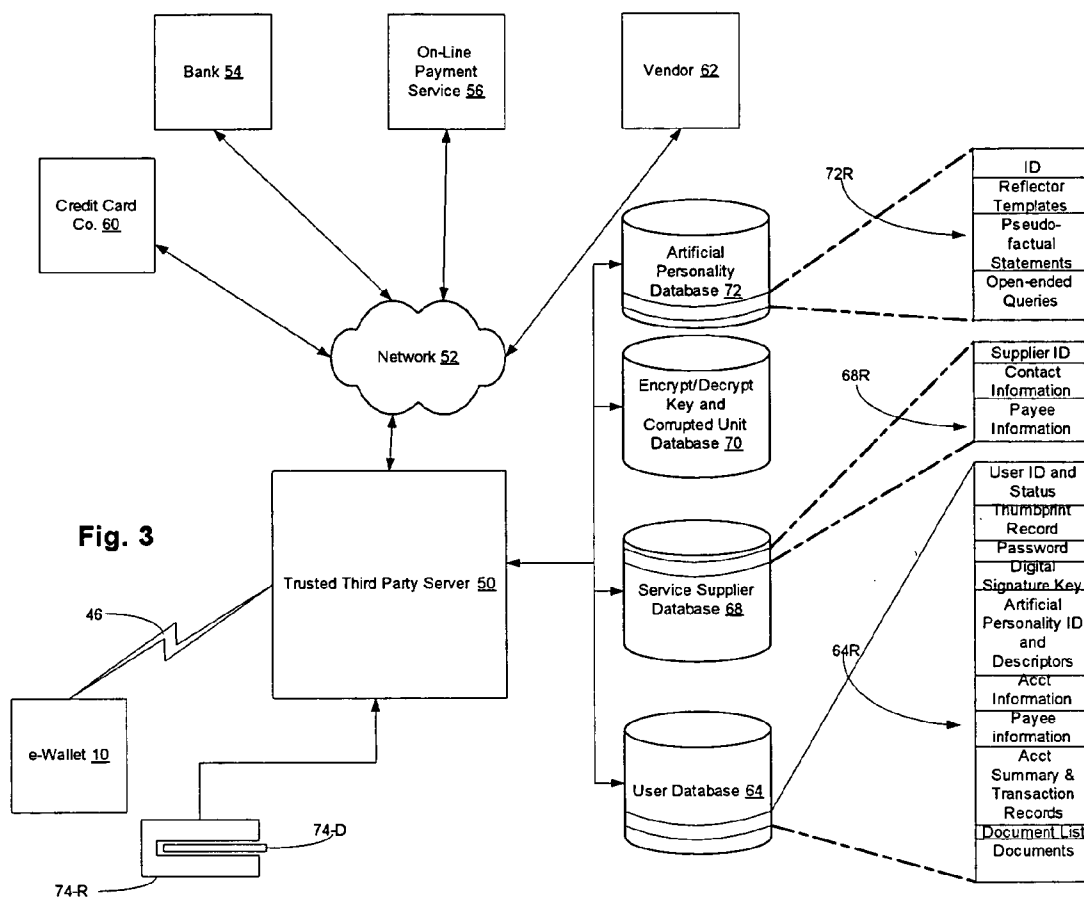 Bank 54
On-Line
Payment
Service 56
Vendor 62
Credit Card
Co. 60
Network 52
Artificial
Personality
Database 72
72R
ID
Reflector
Templates
Pseudo-
factual
Statements
Open-ended
Queries
Encrypt/Decrypt
Key and
Corrupted Unit
Database 70
68R
Supplier ID
Contact
Information
Payee
Information
Fig. 3
Trusted Third Party Server 50
46
e-Wallet 10
74-D
74-R
Service Supplier
Database 68
User Database 64
64R
User ID and
Status
Thumbprint
Record
Password
Digital
Signature Key
Artificial
Personality ID
and
Descriptors
Acct
Information
Payee
information
Acct
Summary &
Transaction
Records
Document List
Documents